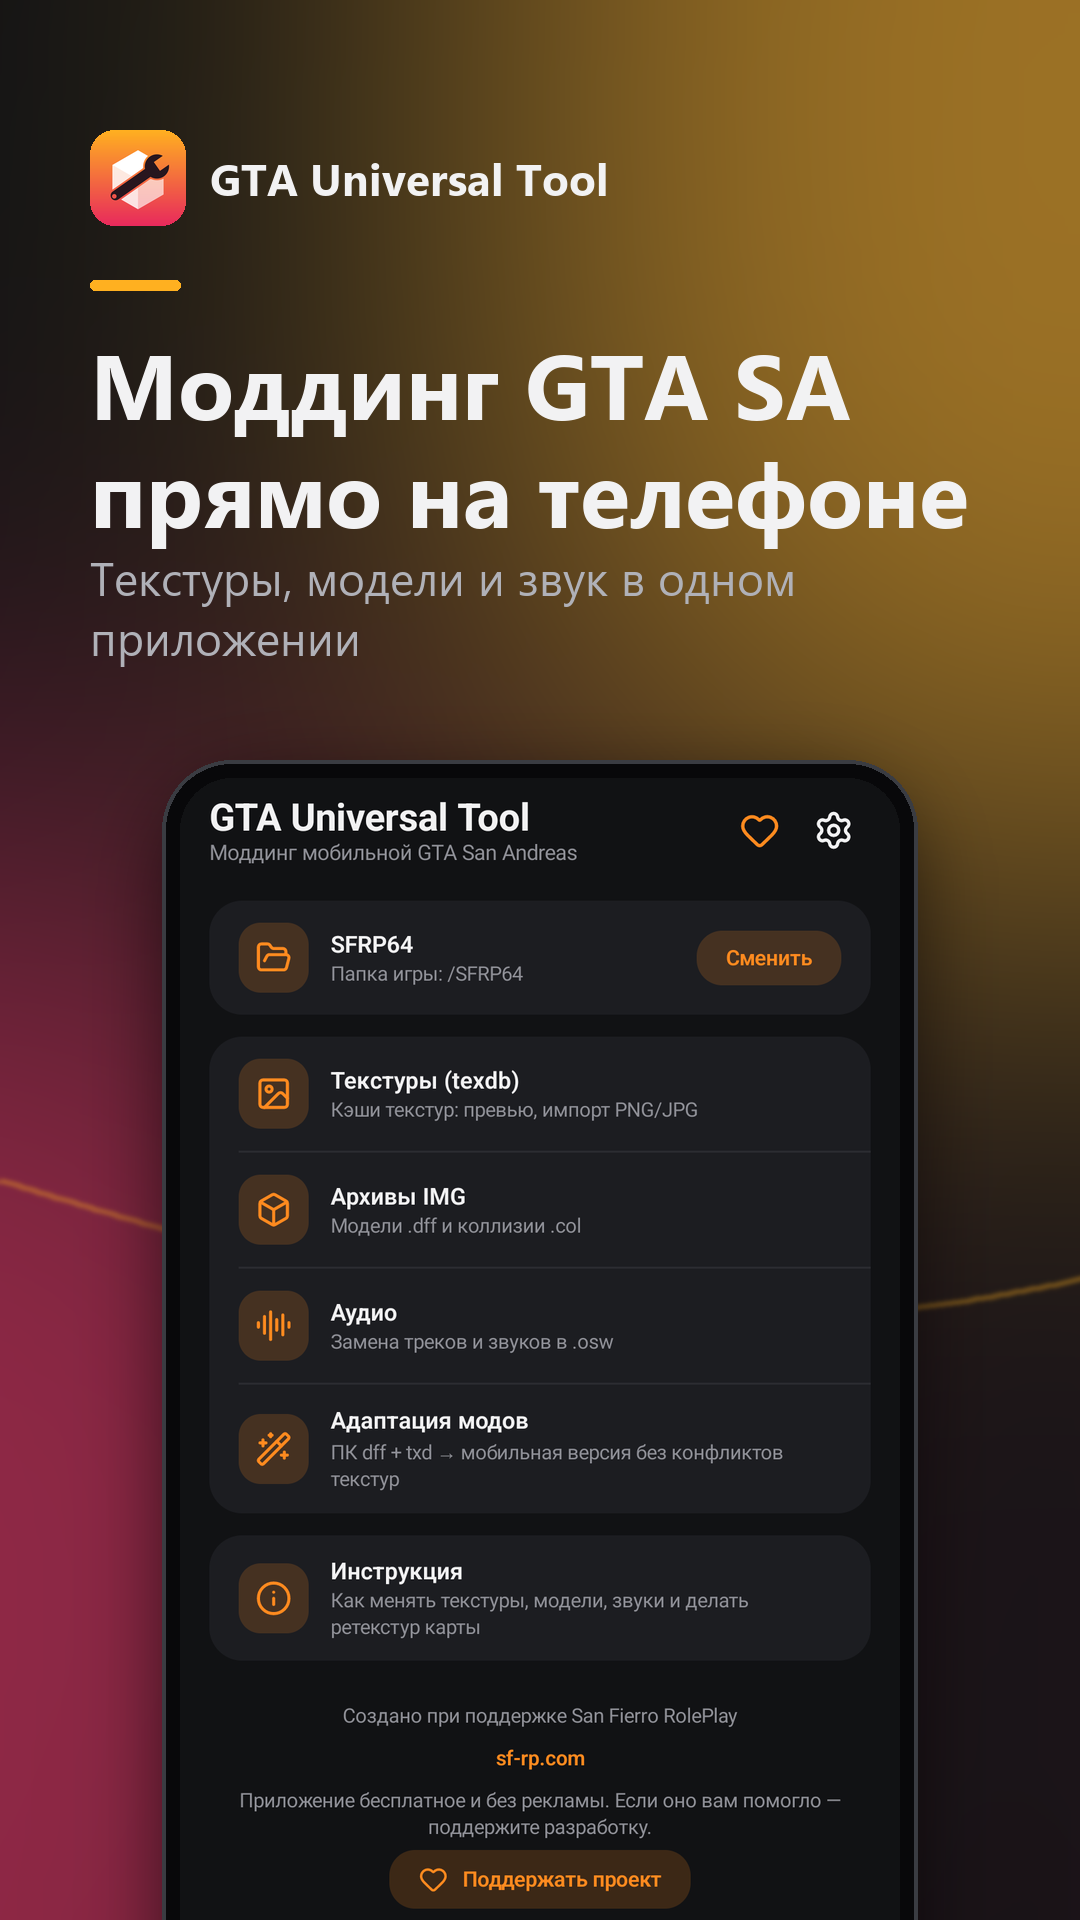 GTA Universal Tool
Моддинг GTA SA
прямо на телефоне
Текстуры, модели и звук в одном
приложении
GTA Universal Tool
Моддинг мобильной GTA San Andreas
SFRP64
Папка игры: /SFRP64
Сменить
Текстуры (texdb)
Кэши текстур: превью, импорт PNG/JPG
Архивы IMG
Модели .dff и коллизии .col
Аудио
Замена треков и звуков в .osw
Адаптация модов
ПК dff + txd → мобильная версия без конфликтов
текстур
Инструкция
Как менять текстуры, модели, звуки и делать
ретекстур карты
Создано при поддержке San Fierro RolePlay
sf-rp.com
Приложение бесплатное и без рекламы. Если оно вам помогло —
поддержите разработку.
Поддержать проект